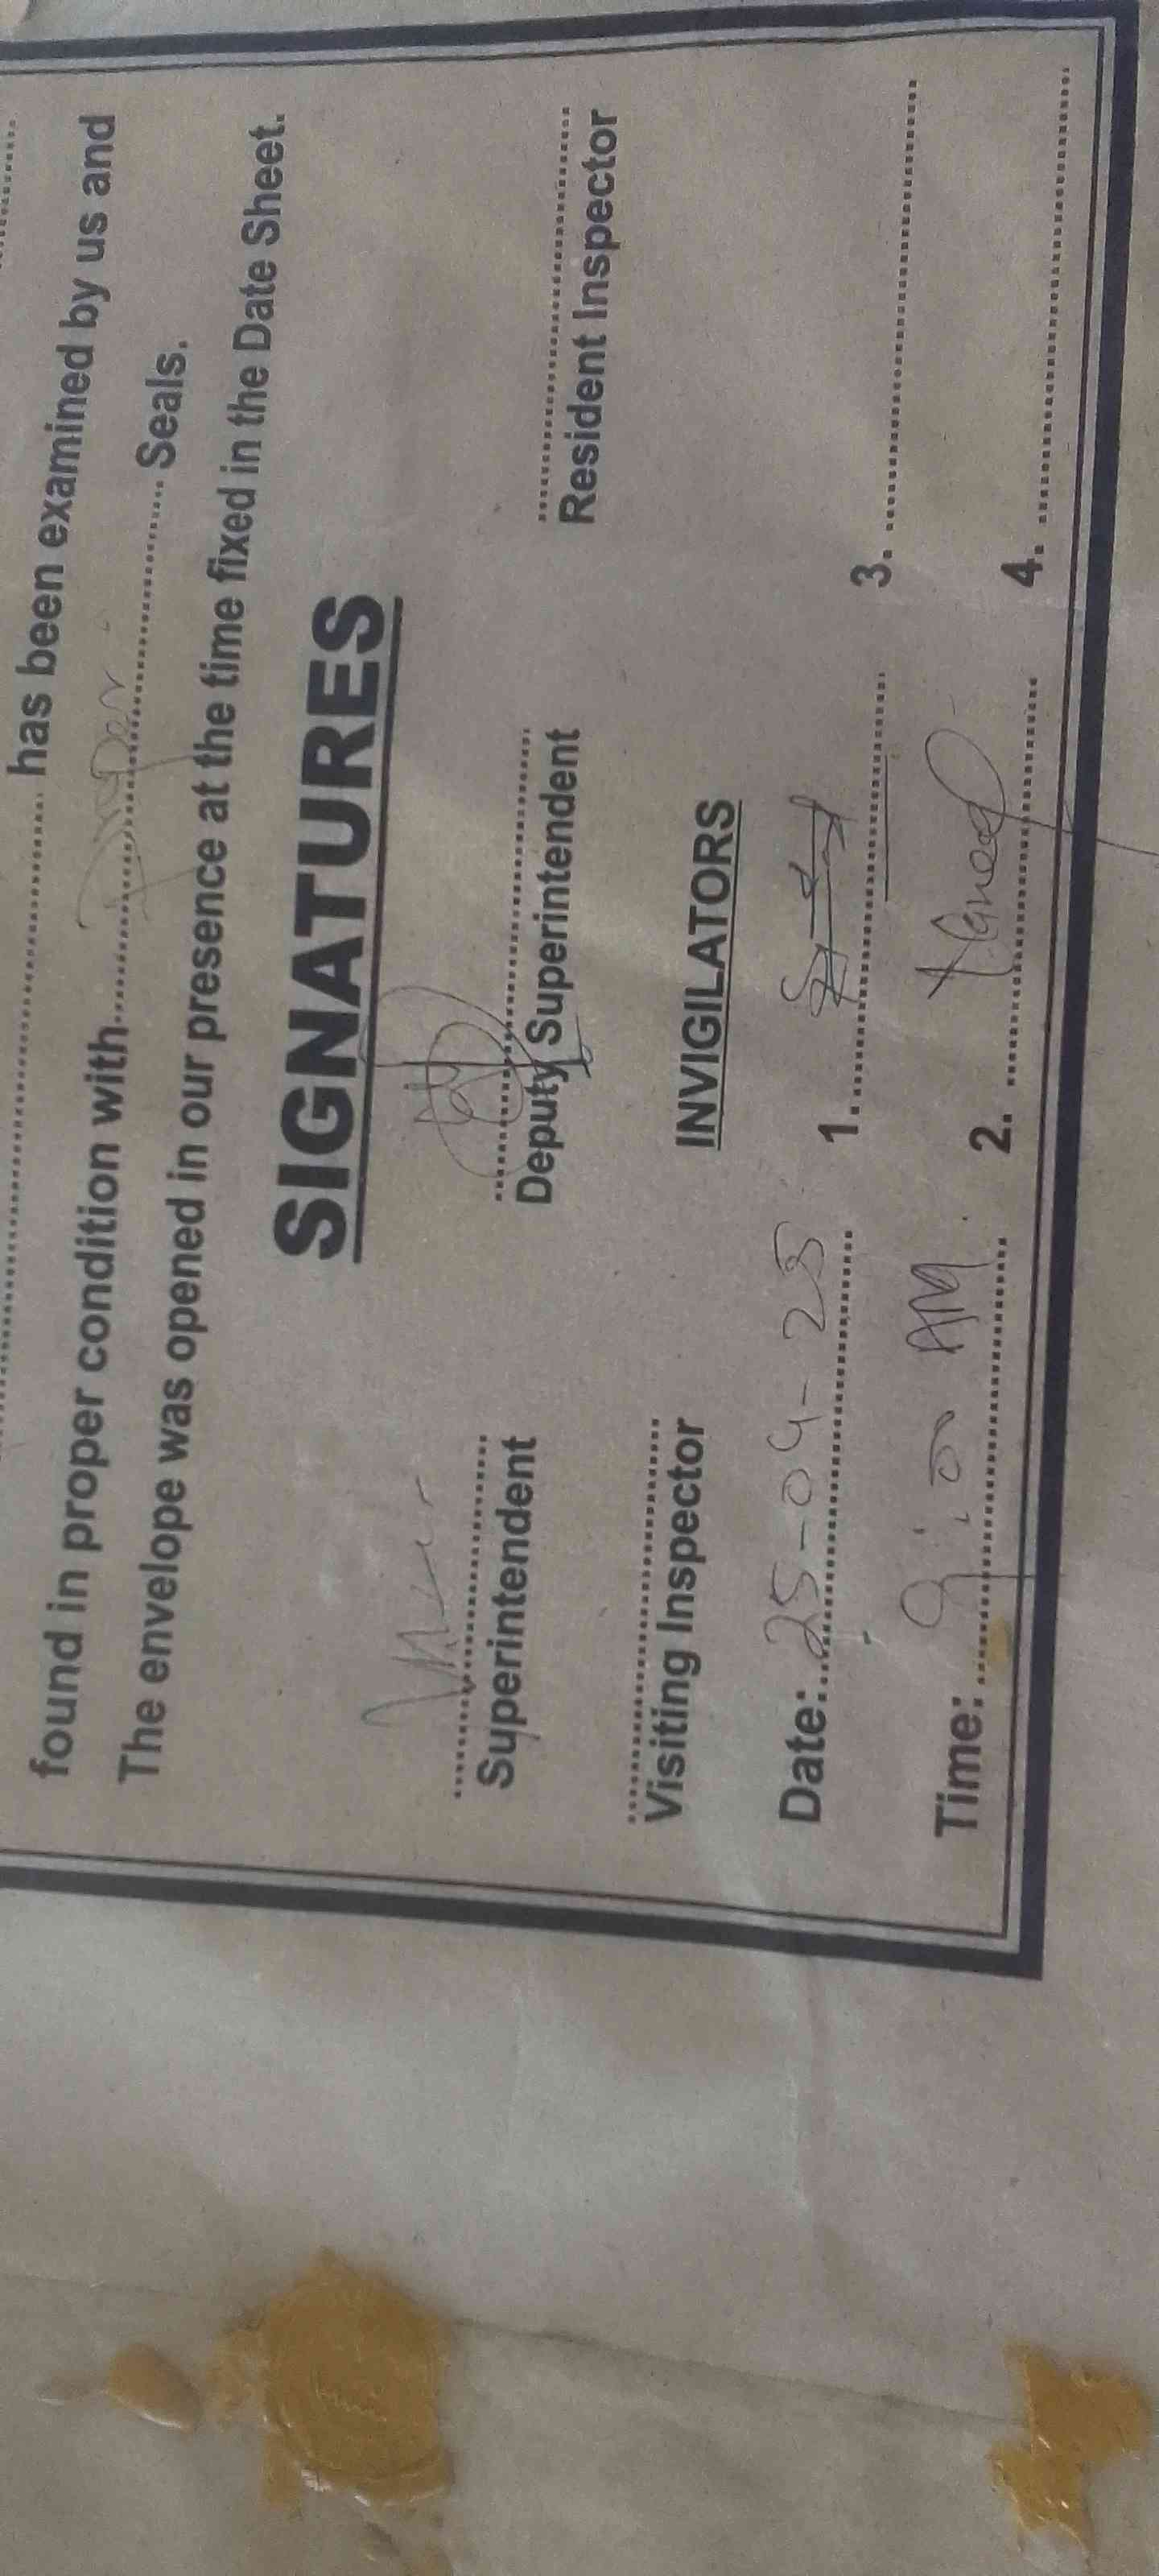 has been examined by us and
found in proper condition with Proper Seals.
The envelope was opened in our presence at the time fixed in the Date Sheet.
SIGNATURES
Superintendent Deputy Superintendent Resident Inspector
Visiting Inspector INVIGILATORS
Date: 25-04-25 1. 3.
Time: 9:00 AM 2. 4.